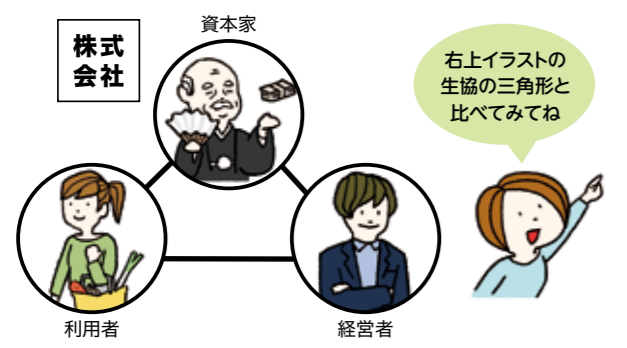 株式
会社
資本家
右上イラストの
生協の三角形と
比べてみてね
利用者
経営者